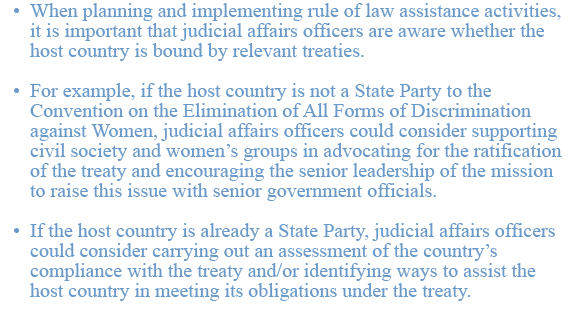 • When planning and implementing rule of law assistance activities,
it is important that judicial affairs officers are aware whether the
host country is bound by relevant treaties.
• For example, if the host country is not a State Party to the
Convention on the Elimination of All Forms of Discrimination
against Women, judicial affairs officers could consider supporting
civil society and women’s groups in advocating for the ratification
of the treaty and encouraging the senior leadership of the mission
to raise this issue with senior government officials.
• If the host country is already a State Party, judicial affairs officers
could consider carrying out an assessment of the country’s
compliance with the treaty and/or identifying ways to assist the
host country in meeting its obligations under the treaty.